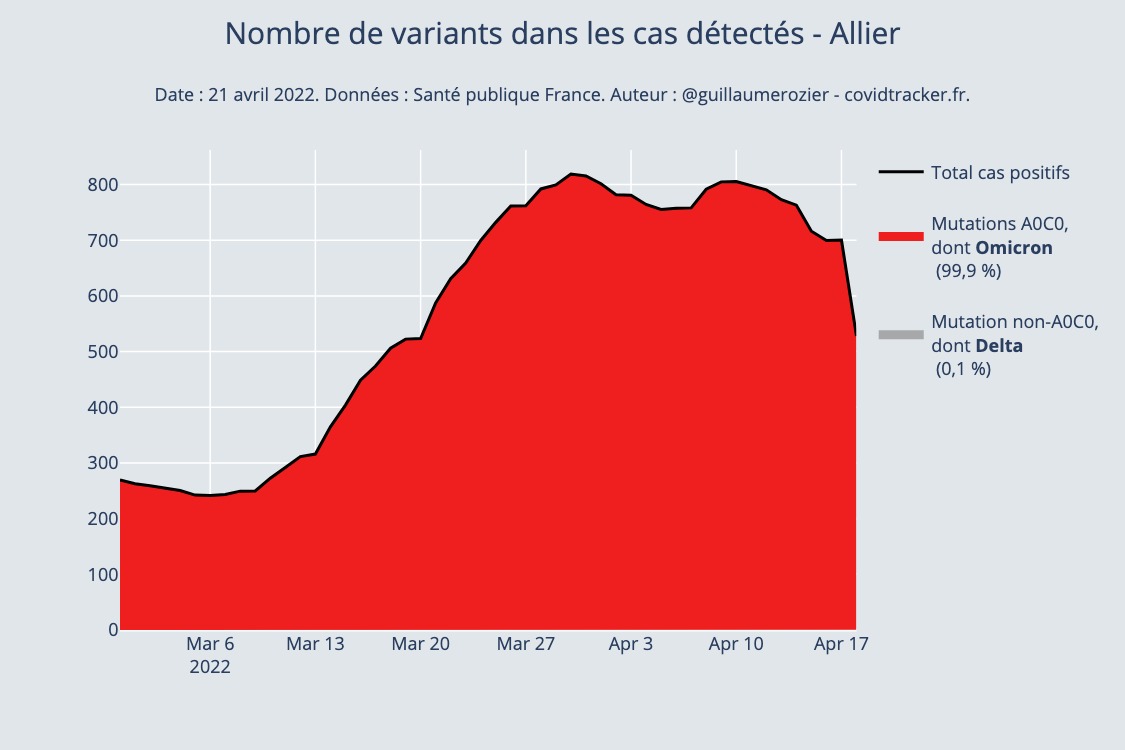 Nombre de variants dans les cas détectés - Allier
Date : 21 avril 2022. Données : Santé publique France. Auteur : @guillaumerozier - covidtracker.fr.
800
700
600
500
400
300
200
100
0
Mar 6
2022
Mar 13
Mar 20
Mar 27
Apr 3
Apr 10
Apr 17
Total cas positifs
Mutations A0C0,
dont Omicron
(99,9 %)
Mutation non-A0C0,
dont Delta
(0,1 %)